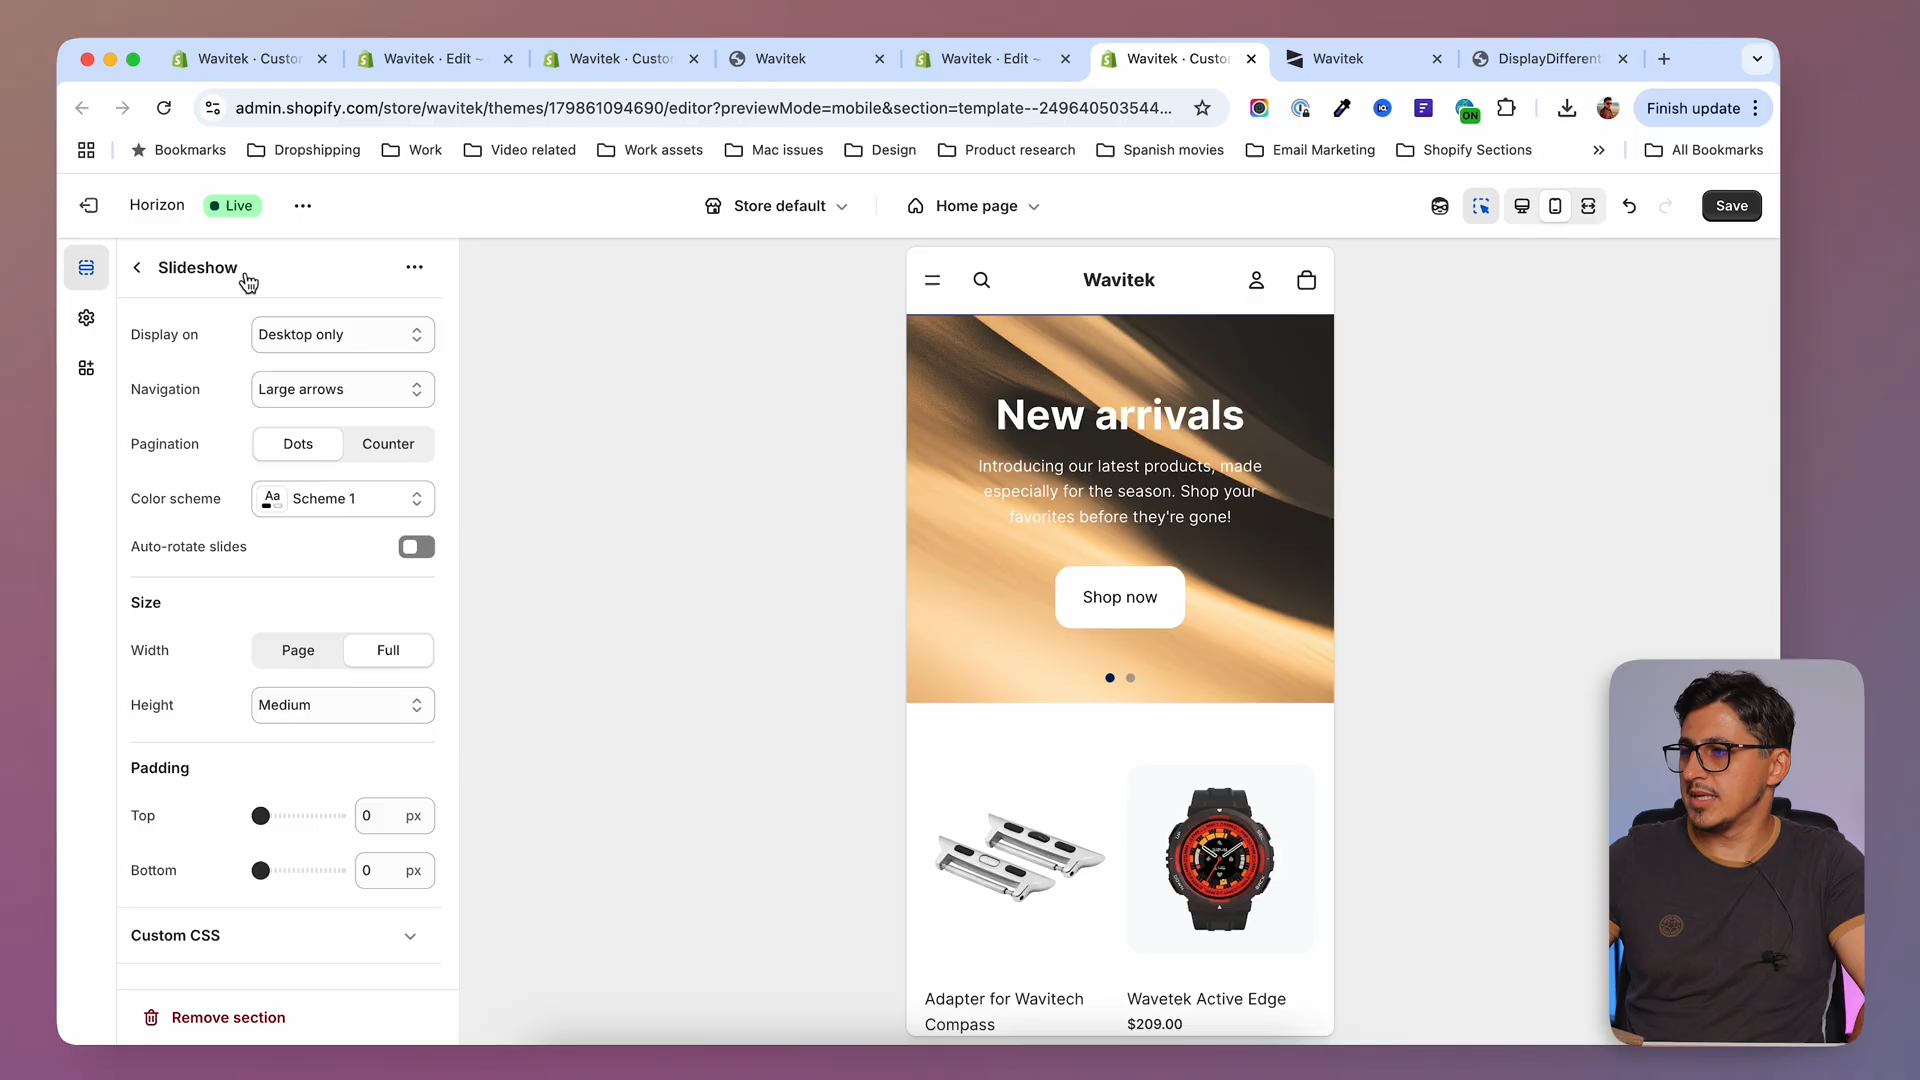 Wavitek · Custor
Wavitek · Edit ~
Wavitek · Custor
Wavitek
Wavitek · Edit ~
Wavitek · Custor
Wavitek
DisplayDifferent
admin.shopify.com/store/wavitek/themes/179861094690/editor?previewMode=mobile&section=template--249640503544...
ON
Finish update
Bookmarks
Dropshipping
Work
Video related
Work assets
Mac issues
Design
Product research
Spanish movies
Email Marketing
Shopify Sections
All Bookmarks
Horizon
Live
Store default
Home page
Save
Slideshow
Display on
Desktop only
Navigation
Large arrows
Pagination
Dots
Counter
Color scheme
Aa
Scheme 1
Auto-rotate slides
Size
Width
Page
Full
Height
Medium
Padding
Top
0
px
Bottom
0
px
Custom CSS
Remove section
Wavitek
New arrivals
Introducing our latest products, made
especially for the season. Shop your
favorites before they're gone!
Shop now
Adapter for Wavitech
Compass
Wavetek Active Edge
$209.00